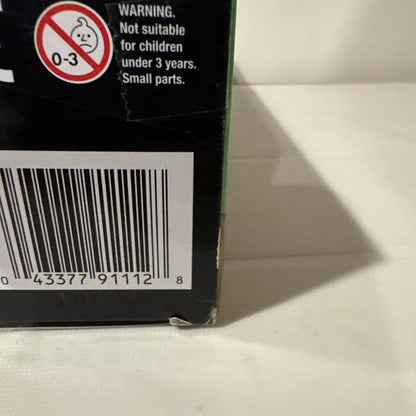 WARNING.
Not suitable
for children
under 3 years.
Small parts.
0-3
0 43377 91112 8